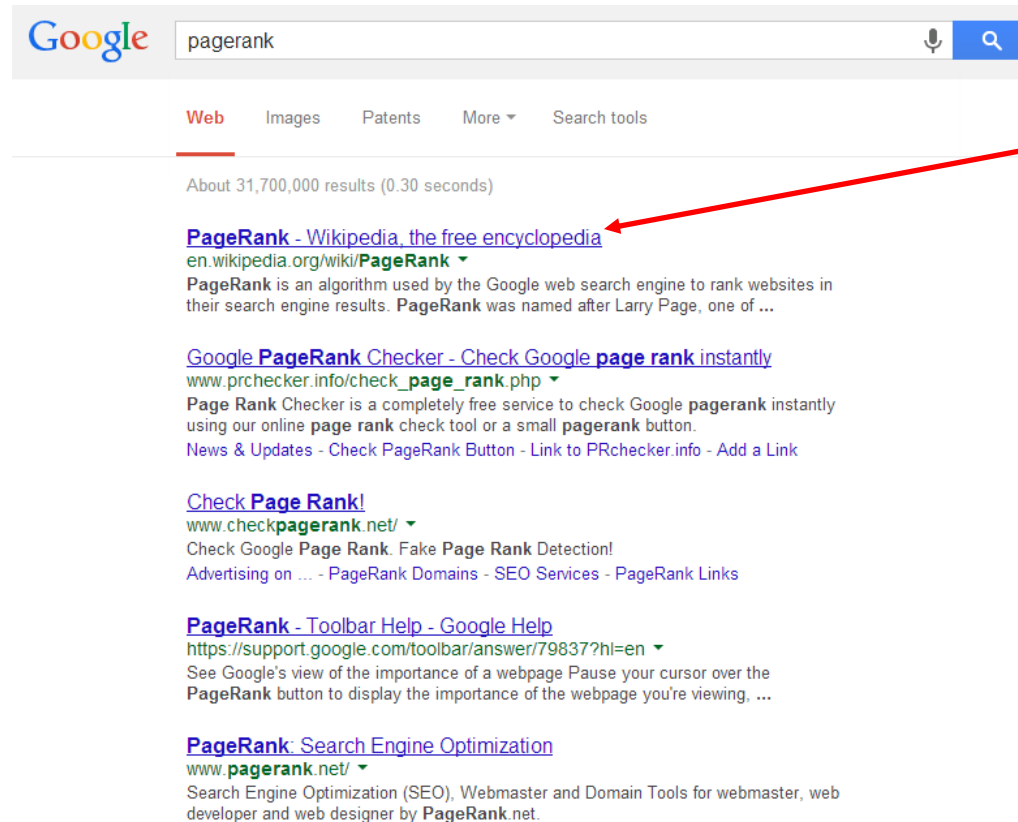 Google pagerank
Web Images Patents More Search tools
About 31,700,000 results (0.30 seconds)
PageRank - Wikipedia, the free encyclopedia
en.wikipedia.org/wiki/PageRank
PageRank is an algorithm used by the Google web search engine to rank websites in
their search engine results. PageRank was named after Larry Page, one of ...
Google PageRank Checker - Check Google page rank instantly
www.prchecker.info/check_page_rank.php
Page Rank Checker is a completely free service to check Google pagerank instantly
using our online page rank check tool or a small pagerank button.
News & Updates - Check PageRank Button - Link to PRchecker.info - Add a Link
Check Page Rank!
www.checkpagerank.net/
Check Google Page Rank. Fake Page Rank Detection!
Advertising on ... - PageRank Domains - SEO Services - PageRank Links
PageRank - Toolbar Help - Google Help
https://support.google.com/toolbar/answer/79837?hl=en
See Google's view of the importance of a webpage Pause your cursor over the
PageRank button to display the importance of the webpage you're viewing, ...
PageRank: Search Engine Optimization
www.pagerank.net/
Search Engine Optimization (SEO), Webmaster and Domain Tools for webmaster, web
developer and web designer by PageRank.net.